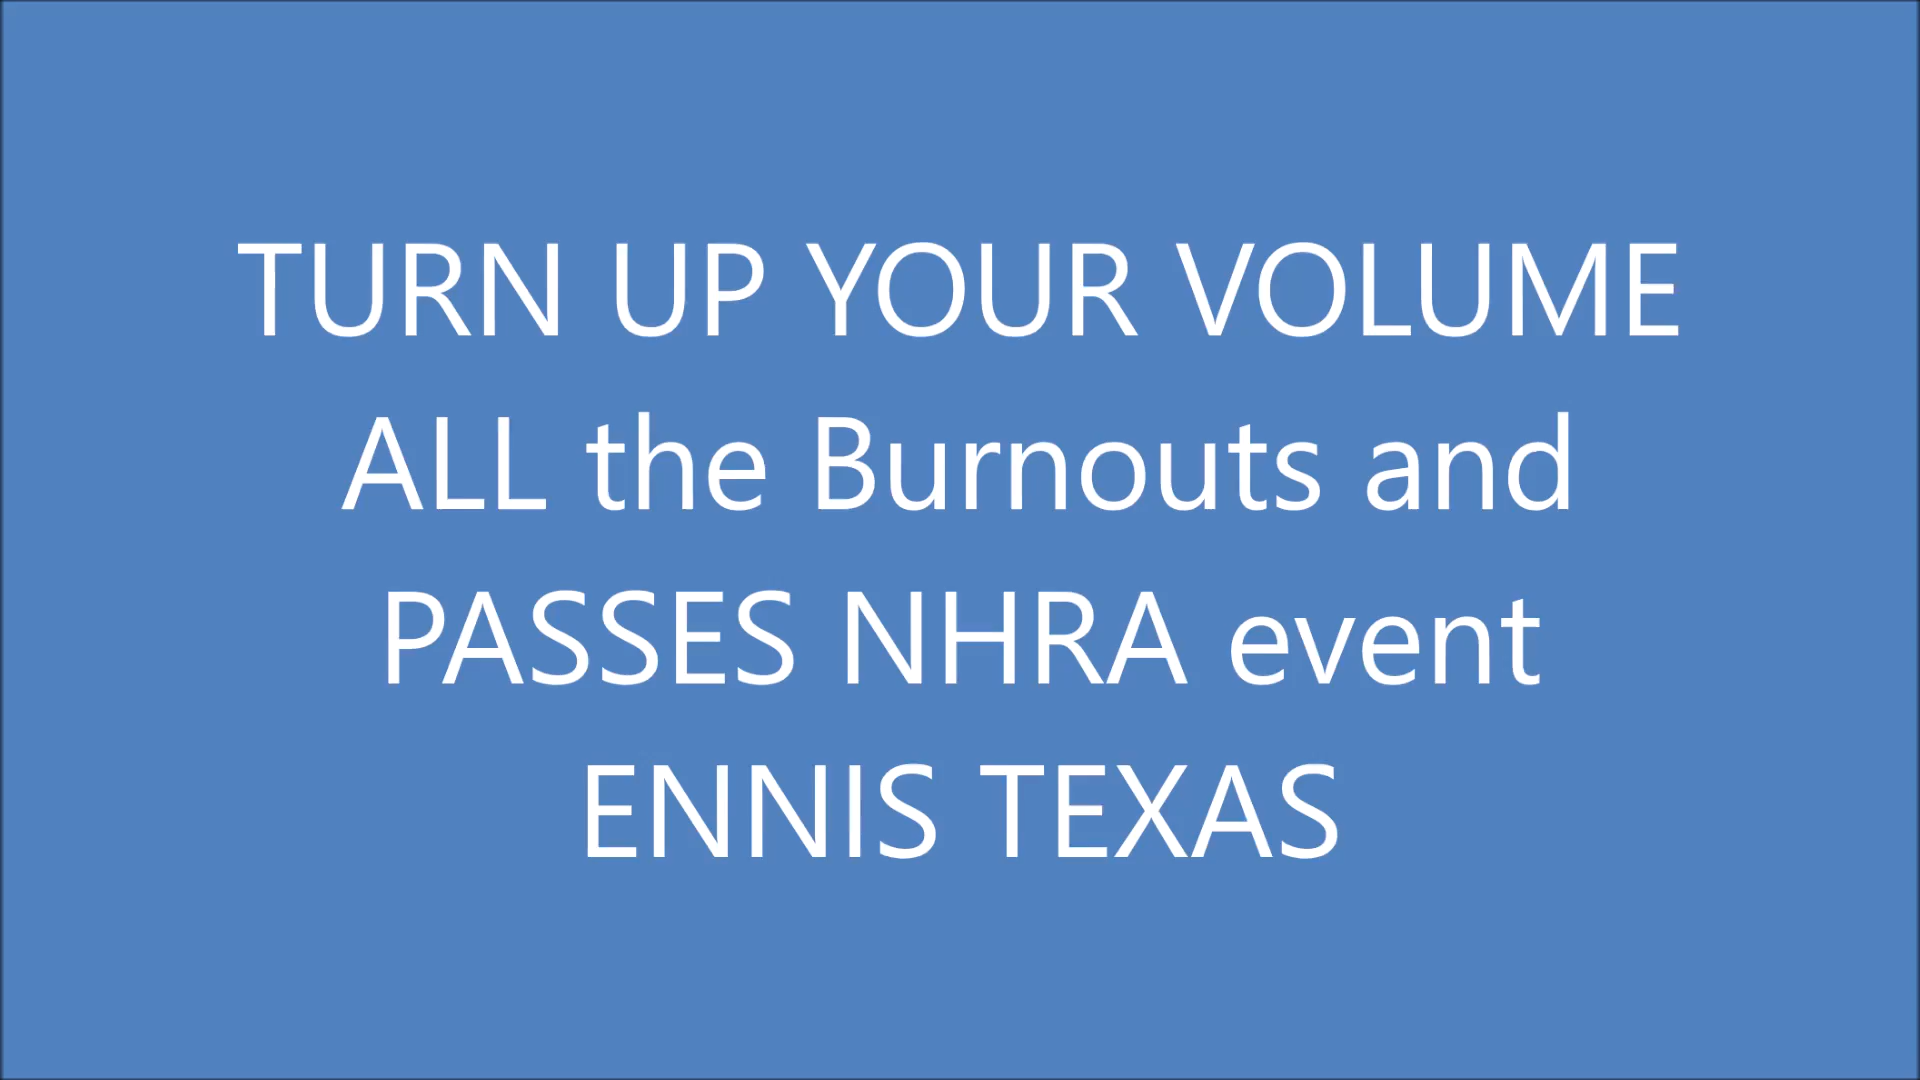 TURN UP YOUR VOLUME
ALL the Burnouts and
PASSES NHRA event
ENNIS TEXAS